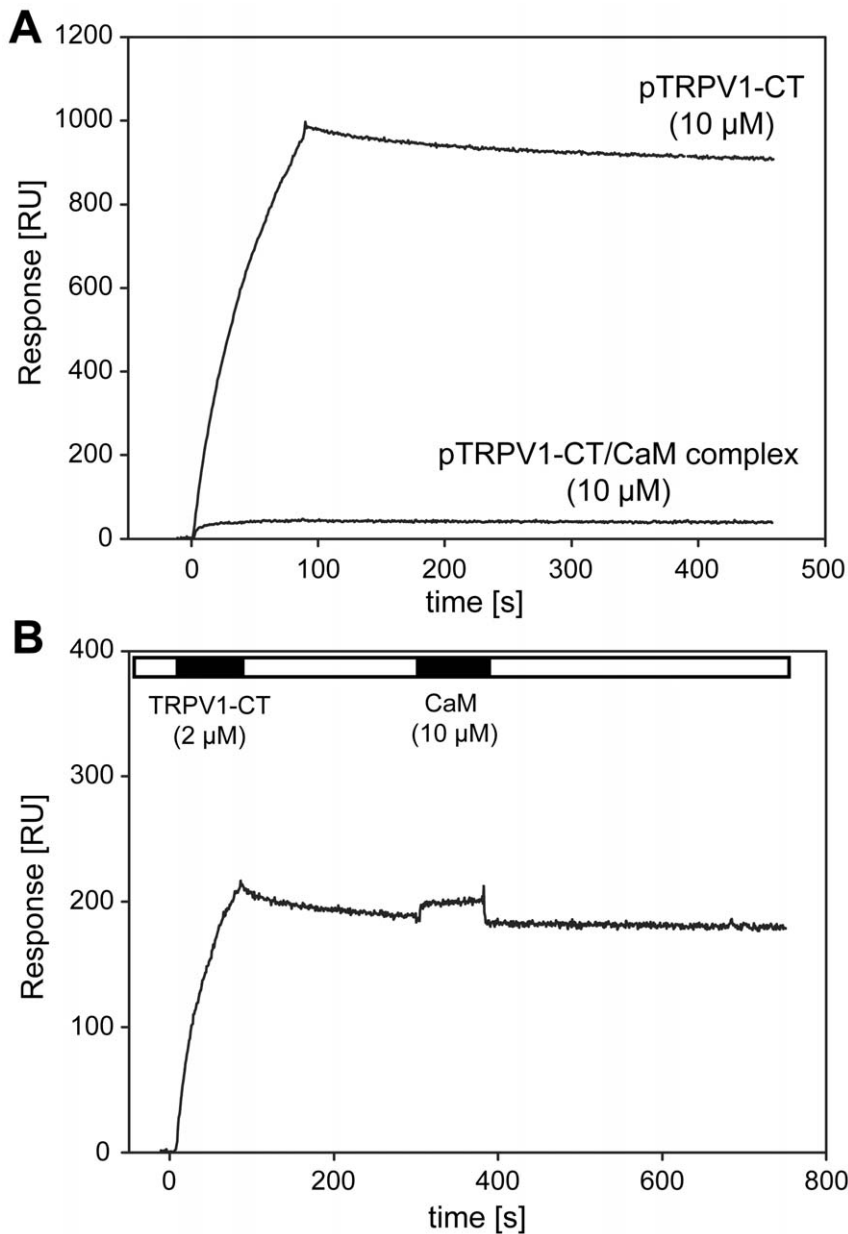 A
1200
1000
800
600
400
200
0
Response [RU]
pTRPV1-CT
(10 µM)
pTRPV1-CT/CaM complex
(10 µM)
0 100 200 300 400 500
time [s]
B
400
300
200
100
0
Response [RU]
TRPV1-CT
(2 µM)
CaM
(10 µM)
0 200 400 600 800
time [s]